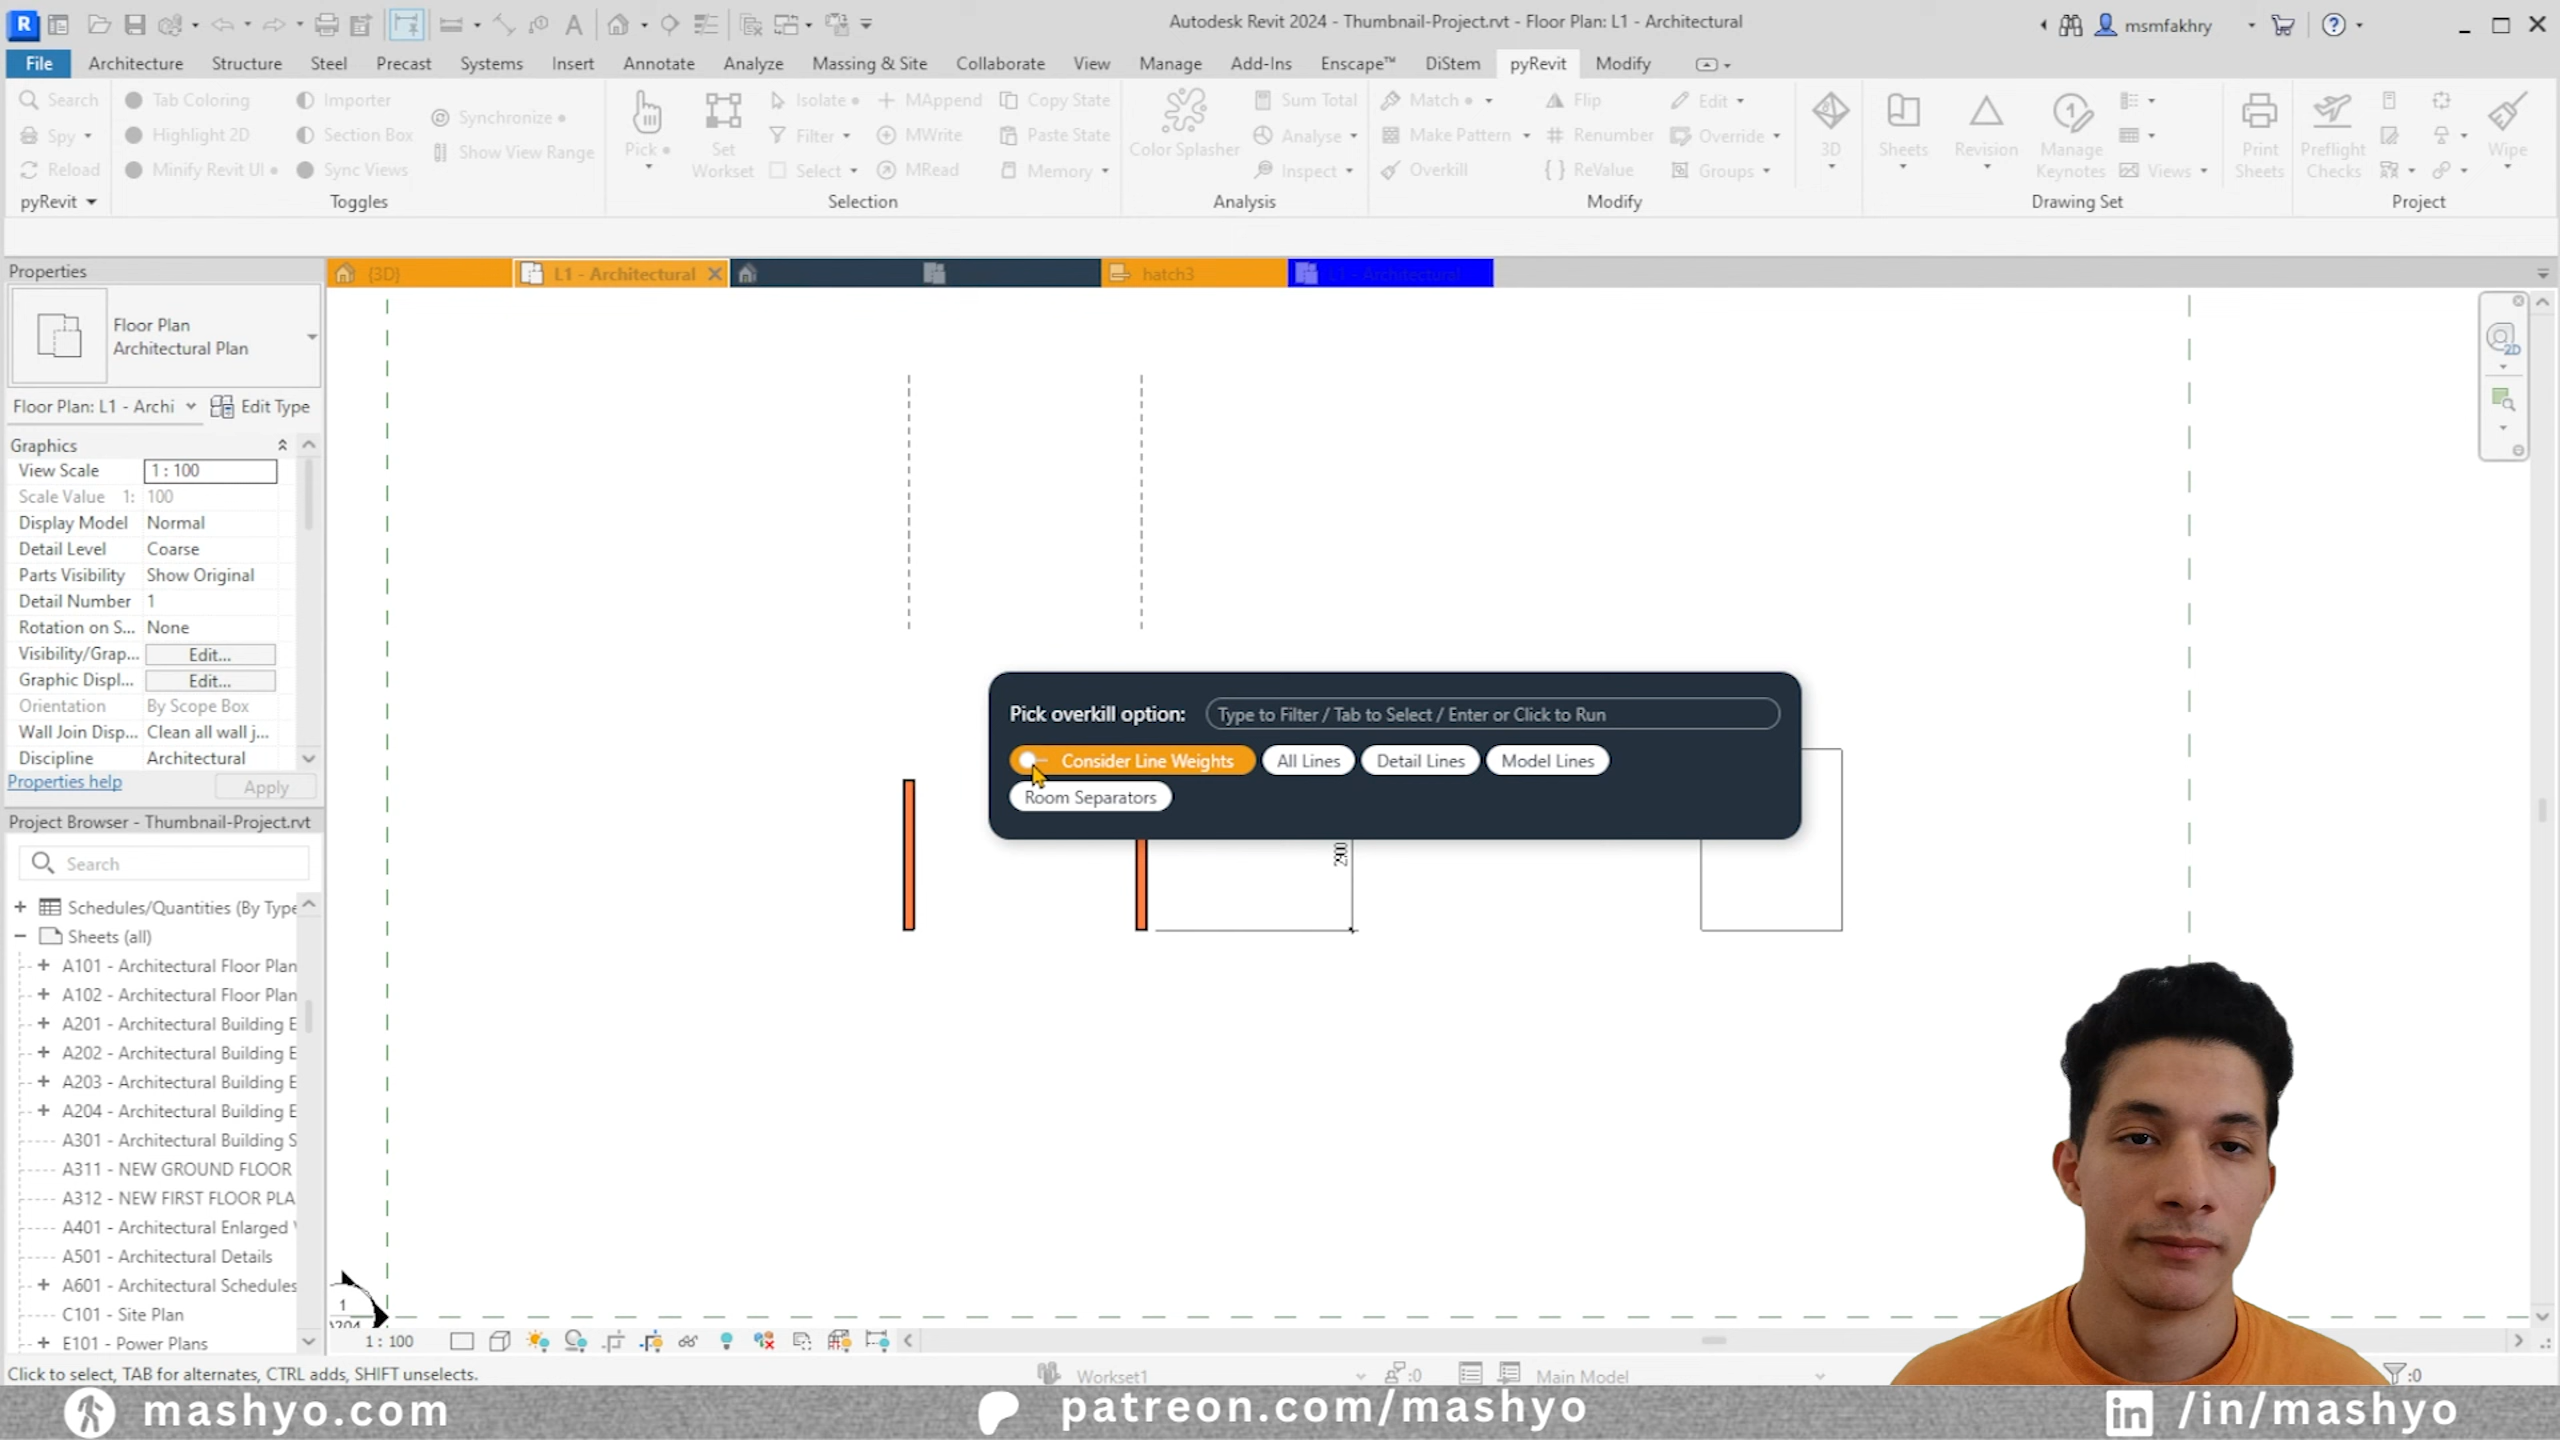 Autodesk Revit 2024 - Thumbnail-Project.rvt - Floor Plan: L1 - Architectural
msmfakhry
File Architecture Structure Steel Precast Systems Insert Annotate Analyze Massing & Site Collaborate View Manage Add-Ins Enscape™ DiStem pyRevit Modify
Search Tab Coloring Importer Synchronize Isolate MAppend Copy State Sum Total Match Flip Edit
Spy Highlight 2D Section Box Show View Range Filter MWrite Paste State Analyse Make Pattern Renumber Override
Reload Minify Revit UI Sync Views Select MRead Memory Inspect Overkill ReValue Groups Views
Pick Set Workset Color Splasher 3D Sheets Revision Manage Keynotes Print Sheets Preflight Checks Wipe
pyRevit Toggles Selection Analysis Modify Drawing Set Project
Properties
{3D} L1 - Architectural hatch3 L1 - Architectural
Floor Plan
Architectural Plan
Floor Plan: L1 - Archi Edit Type
Graphics
View Scale 1 : 100
Scale Value 1: 100
Display Model Normal
Detail Level Coarse
Parts Visibility Show Original
Detail Number 1
Rotation on S... None
Visibility/Grap... Edit...
Graphic Displ... Edit...
Orientation By Scope Box
Wall Join Disp... Clean all wall j...
Discipline Architectural
Properties help Apply
Project Browser - Thumbnail-Project.rvt
Search
Schedules/Quantities (By Type
Sheets (all)
A101 - Architectural Floor Plan
A102 - Architectural Floor Plan
A201 - Architectural Building E
A202 - Architectural Building E
A203 - Architectural Building E
A204 - Architectural Building E
A301 - Architectural Building S
A311 - NEW GROUND FLOOR
A312 - NEW FIRST FLOOR PLA
A401 - Architectural Enlarged
A501 - Architectural Details
A601 - Architectural Schedules
C101 - Site Plan
E101 - Power Plans
2D
Pick overkill option: Type to Filter / Tab to Select / Enter or Click to Run
Consider Line Weights All Lines Detail Lines Model Lines
Room Separators
2900
1
A204
1 : 100
Click to select, TAB for alternates, CTRL adds, SHIFT unselects.
Workset1 :0 Main Model :0
mashyo.com patreon.com/mashyo in /in/mashyo